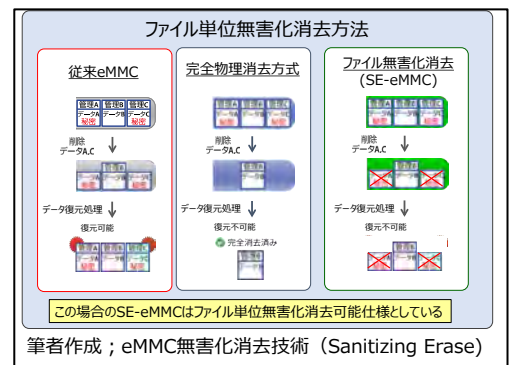 ファイル単位無害化消去方法
従来eMMC
管理A 管理B 管理C
データA データB データC
秘密 秘密
削除
データA,C
データ復元処理
復元可能
完全物理消去方式
削除
データA,C
データ復元処理
復元不可能
完全消去済み
ファイル無害化消去
(SE-eMMC)
削除
データA,C
データ復元処理
復元不可能
この場合のSE-eMMCはファイル単位無害化消去可能仕様としている
筆者作成;eMMC無害化消去技術(Sanitizing Erase)